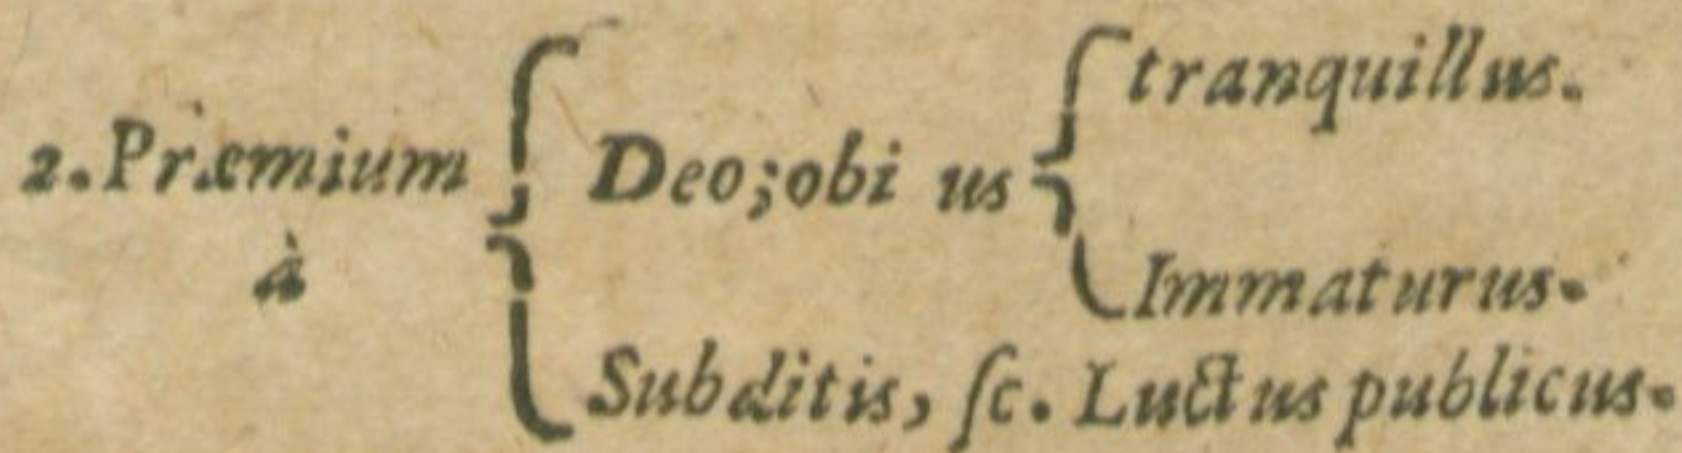 tranquillus.
2. Præmium
Deo; obi us
à
Immaturus.
Subditis, ſc. Luctus publicus.